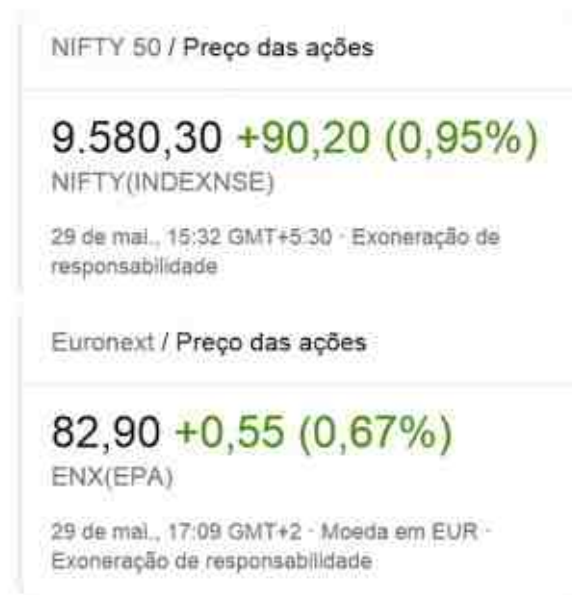 NIFTY 50 / Preço das ações
9.580,30 +90,20 (0,95%)
NIFTY(INDEXNSE)
29 de mai., 15:32 GMT+5:30 · Exoneração de
responsabilidade
Euronext / Preço das ações
82,90 +0,55 (0,67%)
ENX(EPA)
29 de mai., 17:09 GMT+2 · Moeda em EUR ·
Exoneração de responsabilidade